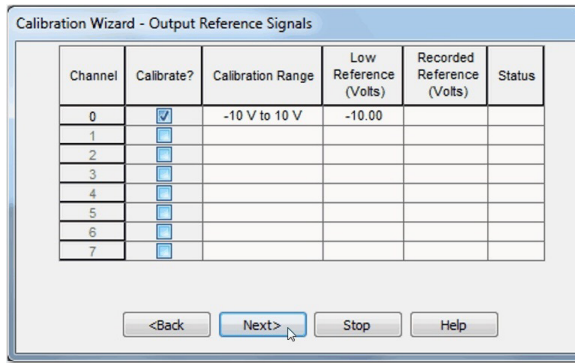 Calibration Wizard - Output Reference Signals
Channel Calibrate? Calibration Range Low Reference (Volts) Recorded Reference (Volts) Status
0 -10 V to 10 V -10.00
1
2
3
4
5
6
7
<Back Next> Stop Help